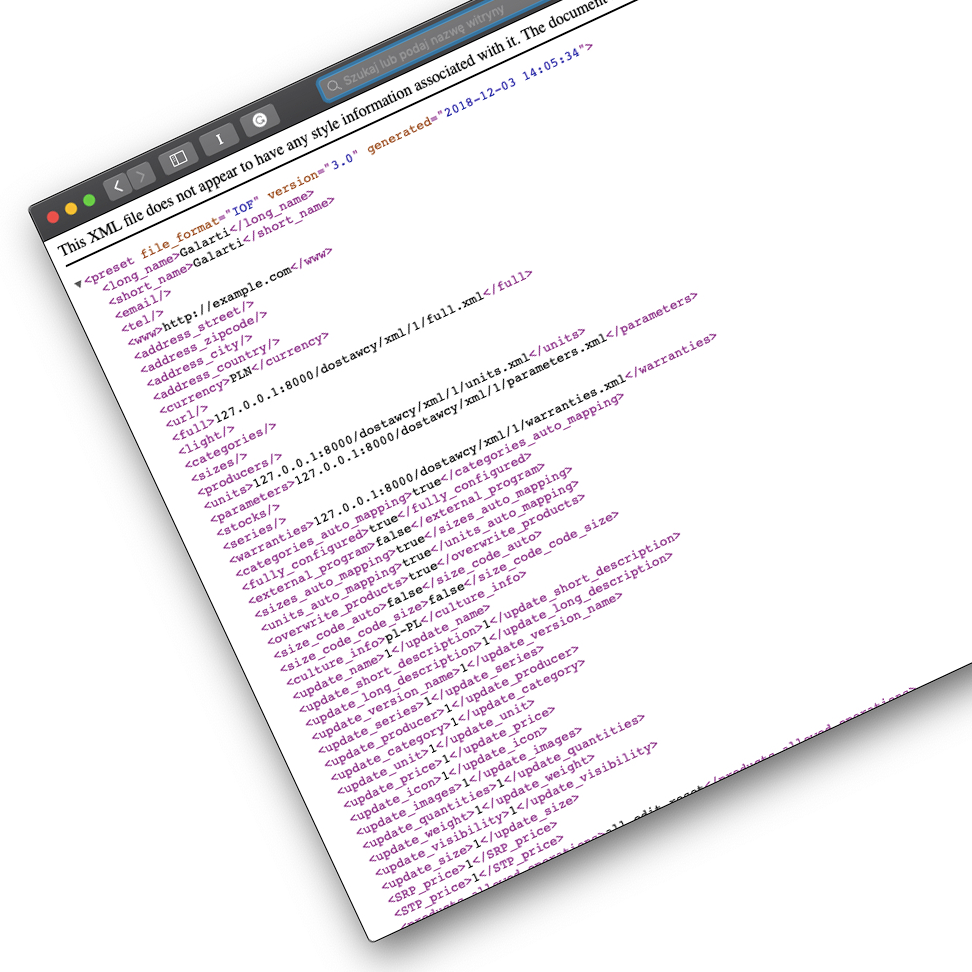 Szukaj lub podaj nazwę witryny
This XML file does not appear to have any style information associated with it. The document
<preset file_format="IOF" version="3.0" generated="2018-12-03 14:05:34">
<long_name>Galarti</long_name>
<short_name>Galarti</short_name>
<email/>
<tel/>
<www>http://example.com</www>
<address_street/>
<address_zipcode/>
<address_city/>
<address_country/>
<currency>PLN</currency>
<url/>
<full>127.0.0.1:8000/dostawcy/xml/1/full.xml</full>
<light/>
<categories/>
<sizes/>
<producers/>
<units>127.0.0.1:8000/dostawcy/xml/1/units.xml</units>
<parameters>127.0.0.1:8000/dostawcy/xml/1/parameters.xml</parameters>
<stocks/>
<series/>
<warranties>127.0.0.1:8000/dostawcy/xml/1/warranties.xml</warranties>
<categories_auto_mapping>true</categories_auto_mapping>
<fully_configured>true</fully_configured>
<external_program>false</external_program>
<sizes_auto_mapping>true</sizes_auto_mapping>
<units_auto_mapping>true</units_auto_mapping>
<overwrite_products>true</overwrite_products>
<size_code_auto>false</size_code_auto>
<size_code_code_size>false</size_code_code_size>
<culture_info>pl-PL</culture_info>
<update_name>1</update_name>
<update_short_description>1</update_short_description>
<update_long_description>1</update_long_description>
<update_version_name>1</update_version_name>
<update_series>1</update_series>
<update_producer>1</update_producer>
<update_category>1</update_category>
<update_unit>1</update_unit>
<update_price>1</update_price>
<update_icon>1</update_icon>
<update_images>1</update_images>
<update_quantities>1</update_quantities>
<update_weight>1</update_weight>
<update_visibility>1</update_visibility>
<update_size>1</update_size>
<SRP_price>1</SRP_price>
<STP_price>1</STP_price>
<products_allowed_operations>all_edit_reset</products_allowed_operations>